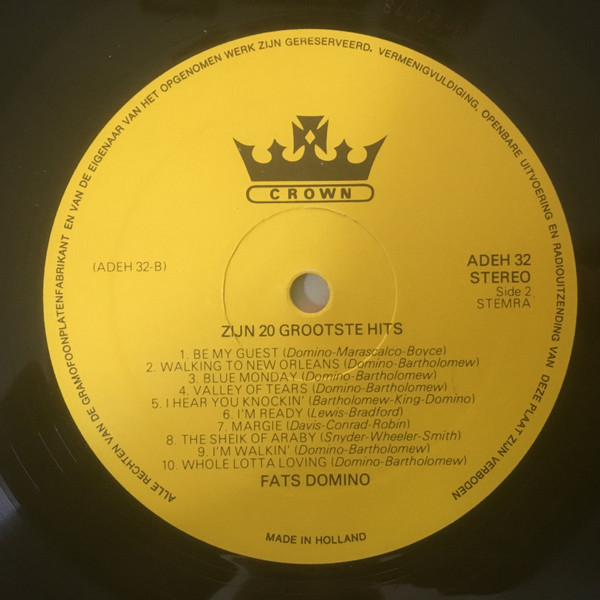 ALLE RECHTEN VAN DE GRAMOFOONPLATENFABRIKANT EN VAN DE EIGENAAR VAN HET OPGENOMEN WERK ZIJN GERESERVEERD. VERMENIGVULDIGING, OPENBARE UITVOERING EN RADIOUITZENDING VAN DEZE PLAAT ZIJN VERBODEN
CROWN
(ADEH 32-B)
ADEH 32
STEREO
Side 2
STEMRA
ZIJN 20 GROOTSTE HITS
1. BE MY GUEST (Domino-Marascalco-Boyce)
2. WALKING TO NEW ORLEANS (Domino-Bartholomew)
3. BLUE MONDAY (Domino-Bartholomew)
4. VALLEY OF TEARS (Domino-Bartholomew)
5. I HEAR YOU KNOCKIN' (Bartholomew-King-Domino)
6. I'M READY (Lewis-Bradford)
7. MARGIE (Davis-Conrad-Robin)
8. THE SHEIK OF ARABY (Snyder-Wheeler-Smith)
9. I'M WALKIN' (Domino-Bartholomew)
10. WHOLE LOTTA LOVING (Domino-Bartholomew)
FATS DOMINO
MADE IN HOLLAND